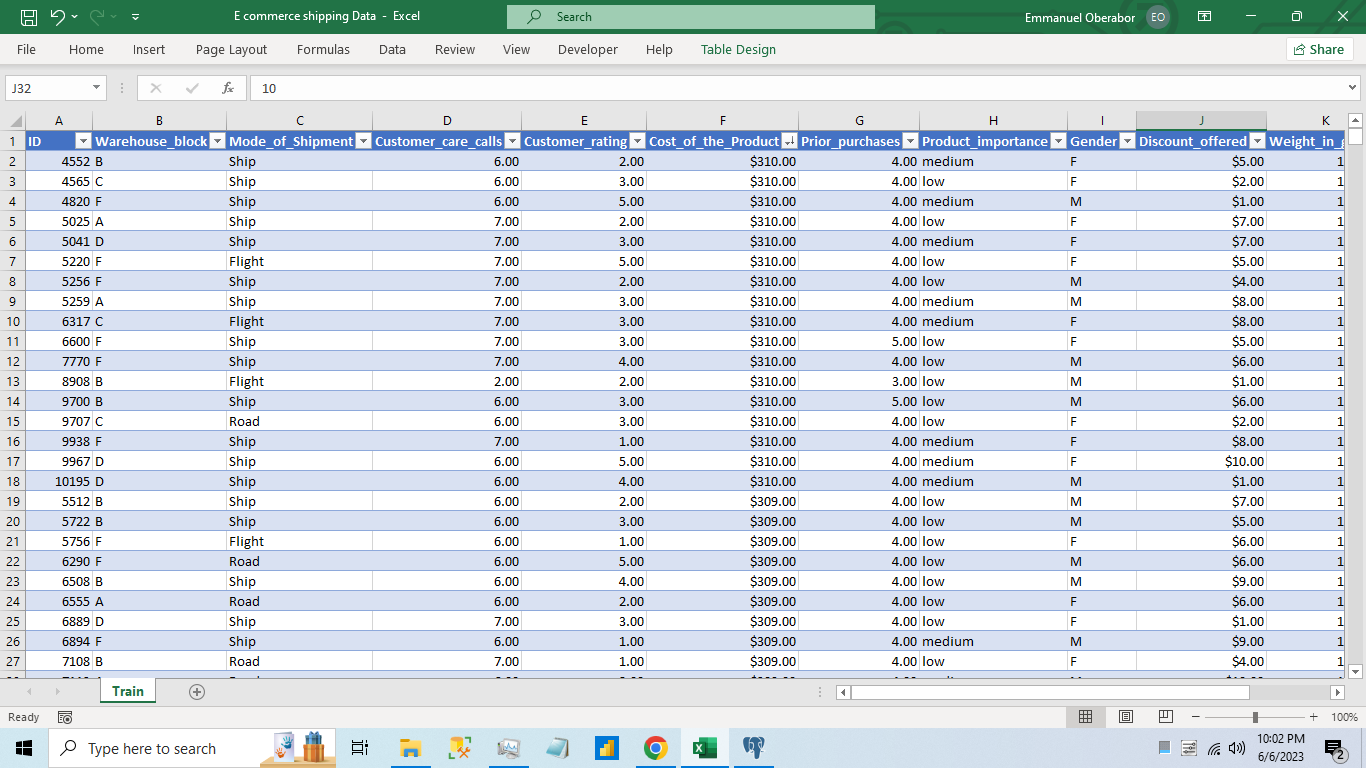 E commerce shipping Data - Excel
Search
Emmanuel Oberabor EO
File Home Insert Page Layout Formulas Data Review View Developer Help Table Design Share
J32 fx 10
A B C D E F G H I J K
1 ID Warehouse_block Mode_of_Shipment Customer_care_calls Customer_rating Cost_of_the_Product Prior_purchases Product_importance Gender Discount_offered Weight_in_
2 4552 B Ship 6.00 2.00 $310.00 4.00 medium F $5.00 1
3 4565 C Ship 6.00 3.00 $310.00 4.00 low F $2.00 1
4 4820 F Ship 6.00 5.00 $310.00 4.00 medium M $1.00 1
5 5025 A Ship 7.00 2.00 $310.00 4.00 low F $7.00 1
6 5041 D Ship 7.00 3.00 $310.00 4.00 medium F $7.00 1
7 5220 F Flight 7.00 5.00 $310.00 4.00 low F $5.00 1
8 5256 F Ship 7.00 2.00 $310.00 4.00 low M $4.00 1
9 5259 A Ship 7.00 3.00 $310.00 4.00 medium M $8.00 1
10 6317 C Flight 7.00 3.00 $310.00 4.00 medium F $8.00 1
11 6600 F Ship 7.00 3.00 $310.00 5.00 low F $5.00 1
12 7770 F Ship 7.00 4.00 $310.00 4.00 low M $6.00 1
13 8908 B Flight 2.00 2.00 $310.00 3.00 low M $1.00 1
14 9700 B Ship 6.00 3.00 $310.00 5.00 low M $6.00 1
15 9707 C Road 6.00 3.00 $310.00 4.00 low F $2.00 1
16 9938 F Ship 7.00 1.00 $310.00 4.00 medium F $8.00 1
17 9967 D Ship 6.00 5.00 $310.00 4.00 medium F $10.00 1
18 10195 D Ship 6.00 4.00 $310.00 4.00 medium M $1.00 1
19 5512 B Ship 6.00 2.00 $309.00 4.00 low M $7.00 1
20 5722 B Ship 6.00 3.00 $309.00 4.00 low M $5.00 1
21 5756 F Flight 6.00 1.00 $309.00 4.00 low F $6.00 1
22 6290 F Road 6.00 5.00 $309.00 4.00 low M $6.00 1
23 6508 B Ship 6.00 4.00 $309.00 4.00 low M $9.00 1
24 6555 A Road 6.00 2.00 $309.00 4.00 low F $6.00 1
25 6889 D Ship 7.00 3.00 $309.00 4.00 low F $1.00 1
26 6894 F Ship 6.00 1.00 $309.00 4.00 medium M $9.00 1
27 7108 B Road 7.00 1.00 $309.00 4.00 low F $4.00 1
Train
Ready 100%
Type here to search
10:02 PM
6/6/2023
2